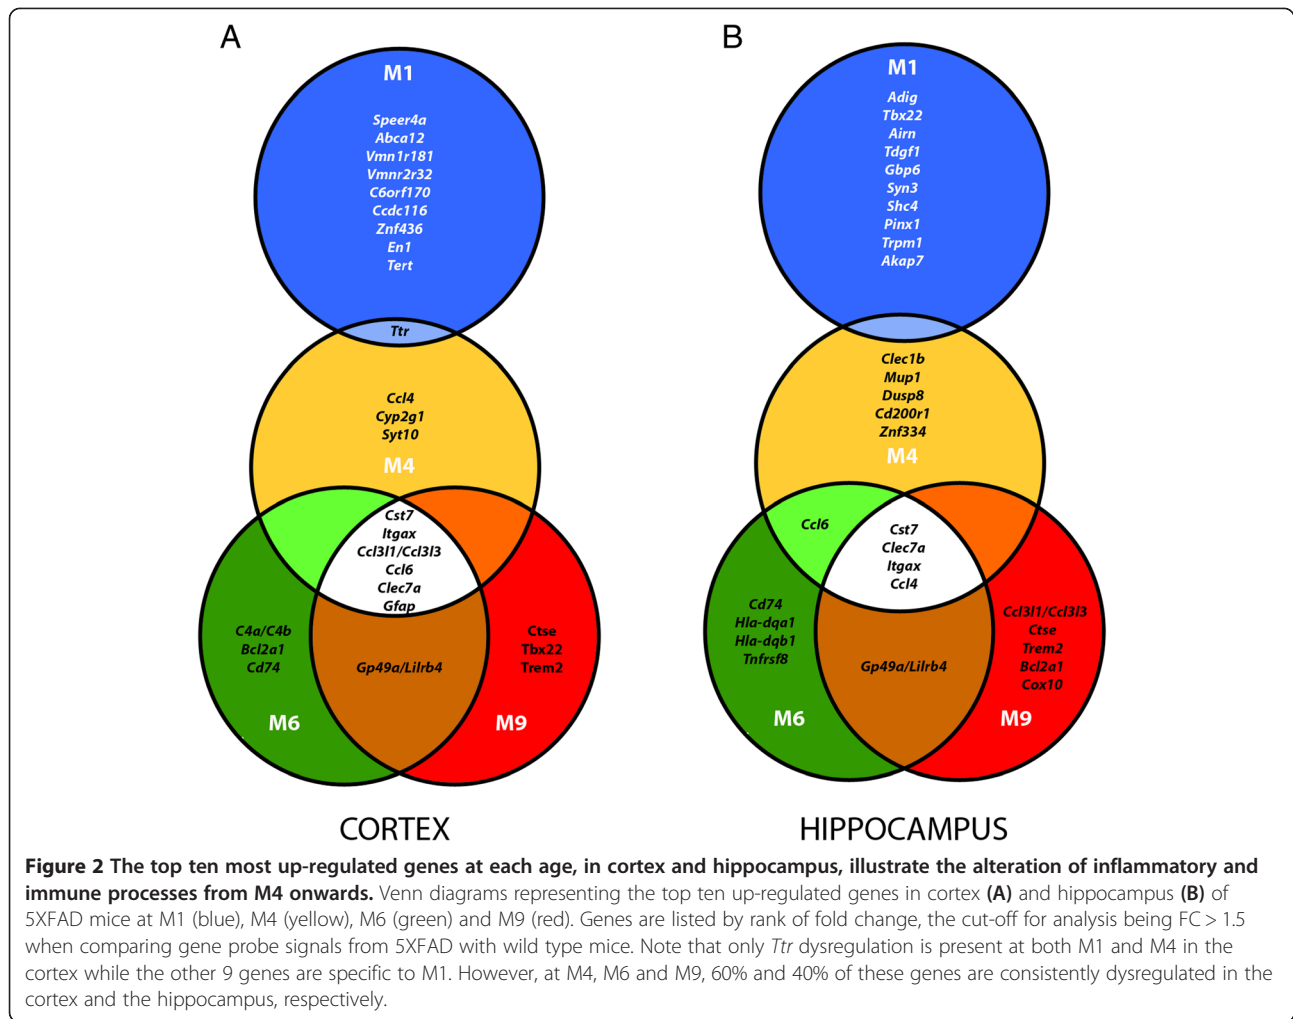 A
M1
Speer4a
Abca12
Vmn1r181
Vmnr2r32
C6orf170
Ccdc116
Znf436
En1
Tert
Ttr
Ccl4
Cyp2g1
Syt10
M4
Cst7
Itgax
Ccl3l1/Ccl3l3
Ccl6
Clec7a
Gfap
C4a/C4b
Bcl2a1
Cd74
Gp49a/Lilrb4
Ctse
Tbx22
Trem2
M6
M9
CORTEX
B
M1
Adig
Tbx22
Airn
Tdgf1
Gbp6
Syn3
Shc4
Pinx1
Trpm1
Akap7
Clec1b
Mup1
Dusp8
Cd200r1
Znf334
M4
Ccl6
Cst7
Clec7a
Itgax
Ccl4
Cd74
Hla-dqa1
Hla-dqb1
Tnfrsf8
Gp49a/Lilrb4
Ccl3l1/Ccl3l3
Ctse
Trem2
Bcl2a1
Cox10
M6
M9
HIPPOCAMPUS
Figure 2 The top ten most up-regulated genes at each age, in cortex and hippocampus, illustrate the alteration of inflammatory and
immune processes from M4 onwards. Venn diagrams representing the top ten up-regulated genes in cortex (A) and hippocampus (B) of
5XFAD mice at M1 (blue), M4 (yellow), M6 (green) and M9 (red). Genes are listed by rank of fold change, the cut-off for analysis being FC > 1.5
when comparing gene probe signals from 5XFAD with wild type mice. Note that only Ttr dysregulation is present at both M1 and M4 in the
cortex while the other 9 genes are specific to M1. However, at M4, M6 and M9, 60% and 40% of these genes are consistently dysregulated in the
cortex and the hippocampus, respectively.